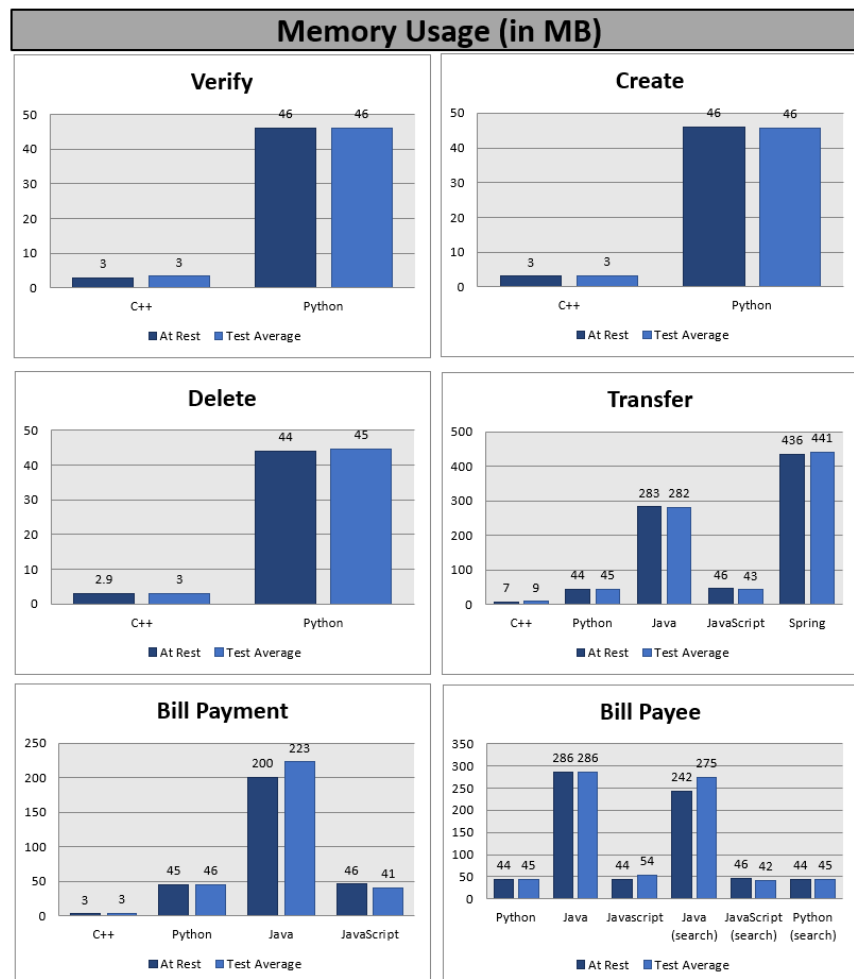 Memory Usage (in MB)
Verify
50
40
30
20
10
0
3
3
46
46
C++
Python
At Rest
Test Average
Create
50
40
30
20
10
0
3
3
46
46
C++
Python
At Rest
Test Average
Delete
50
40
30
20
10
0
2.9
3
44
45
C++
Python
At Rest
Test Average
Transfer
500
400
300
200
100
0
7
9
44
45
283
282
46
43
436
441
C++
Python
Java
JavaScript
Spring
At Rest
Test Average
Bill Payment
250
200
150
100
50
0
3
3
45
46
200
223
46
41
C++
Python
Java
JavaScript
At Rest
Test Average
Bill Payee
350
300
250
200
150
100
50
0
44
45
286
286
44
54
242
275
46
42
44
45
Python
Java
Javascript
Java
(search)
JavaScript
(search)
Python
(search)
At Rest
Test Average